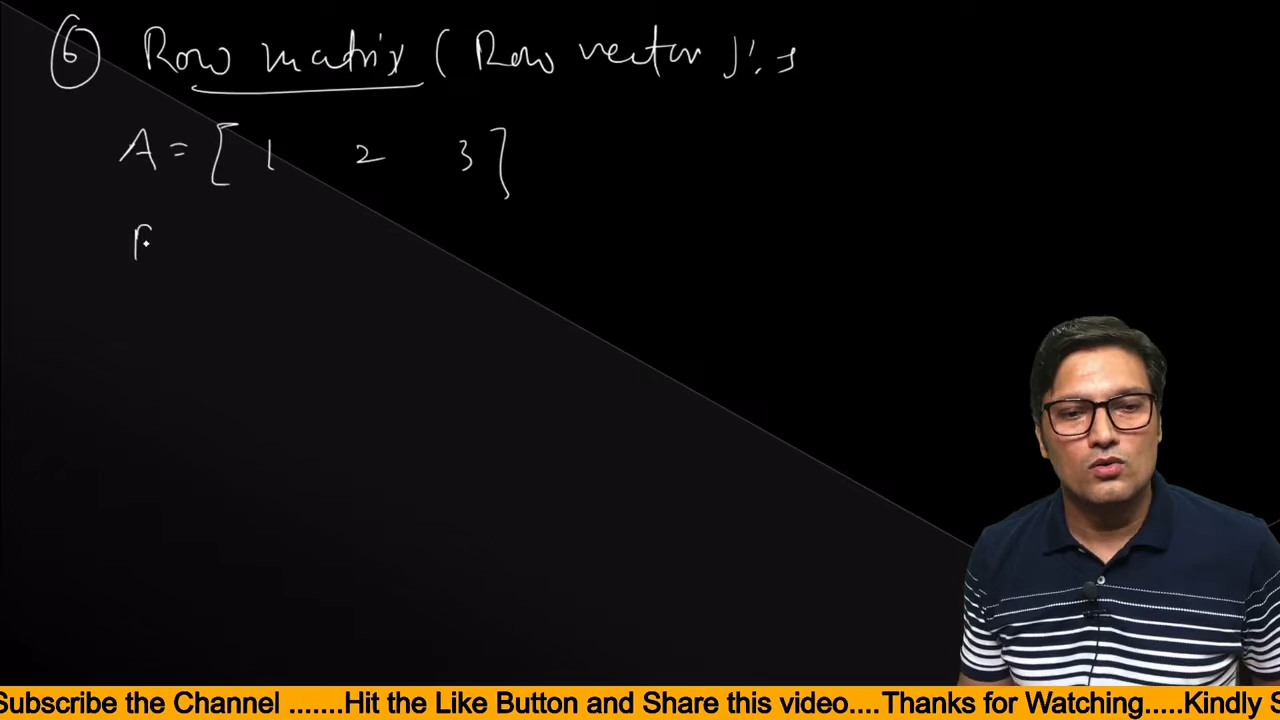 ⑥ Row matrix (Row vector):-
A = [ 1 2 3 ]
Subscribe the Channel .......Hit the Like Button and Share this video....Thanks for Watching.....Kindly S